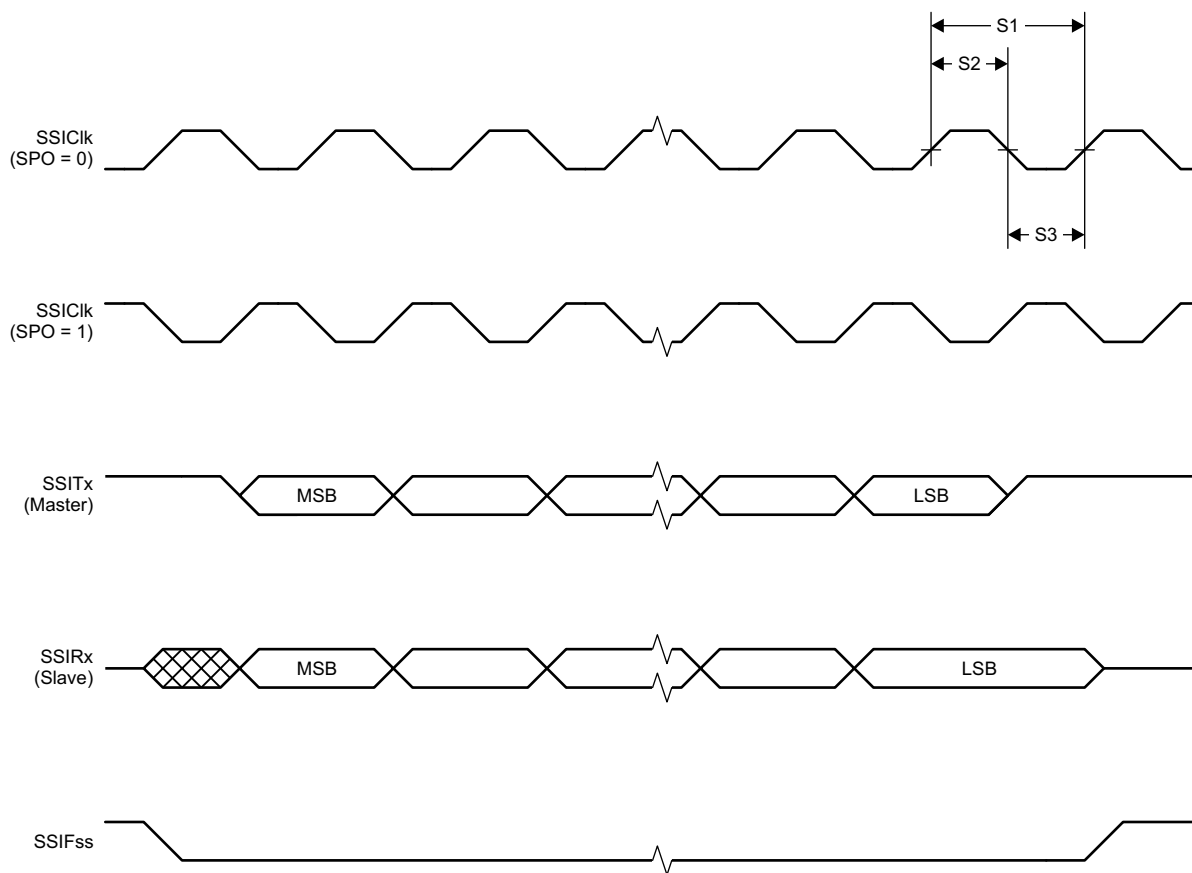 S1
S2
SSIClk
(SPO = 0)
S3
SSIClk
(SPO = 1)
SSITx
(Master)
MSB
LSB
SSIRx
(Slave)
MSB
LSB
SSIFss